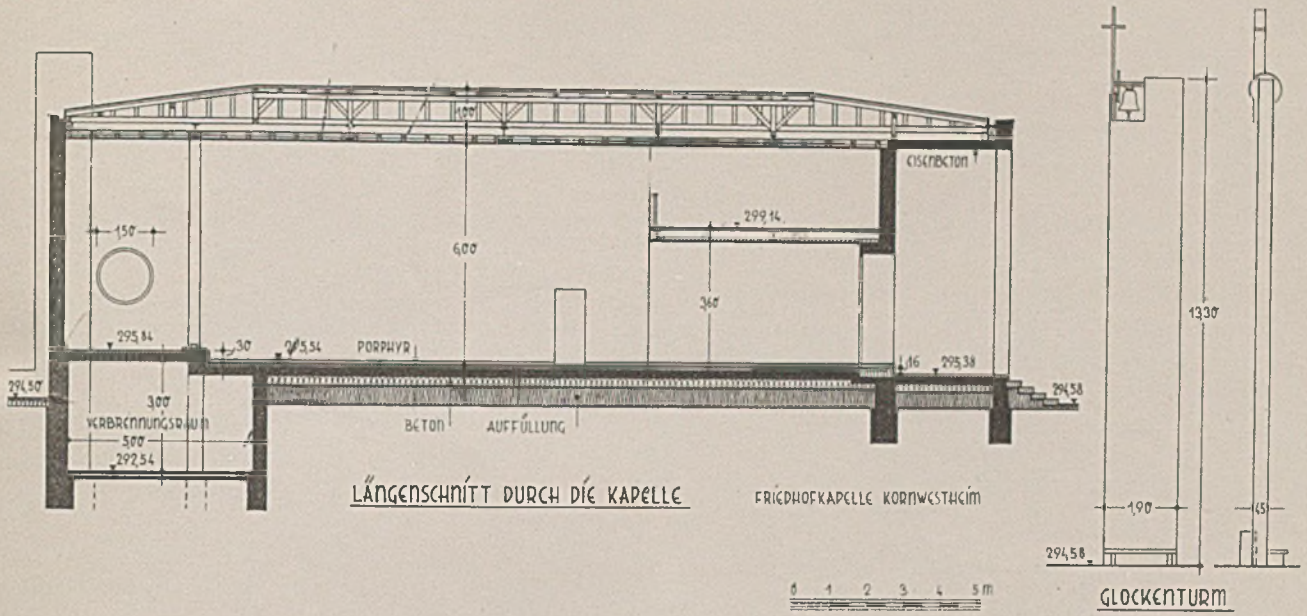 1,00
EISENBETON
1,50
299,14
6,00
3,60
13,30
295,84
30
295,54
PORPHYR
16
295,38
294,50
294,58
3,00
VERBRENNUNGSRAUM
5,00
BETON
AUFFÜLLUNG
292,54
LÄNGENSCHNITT DURCH DIE KAPELLE
FRIEDHOFKAPELLE KORNWESTHEIM
1,90
45
294,58
0 1 2 3 4 5 m
GLOCKENTURM